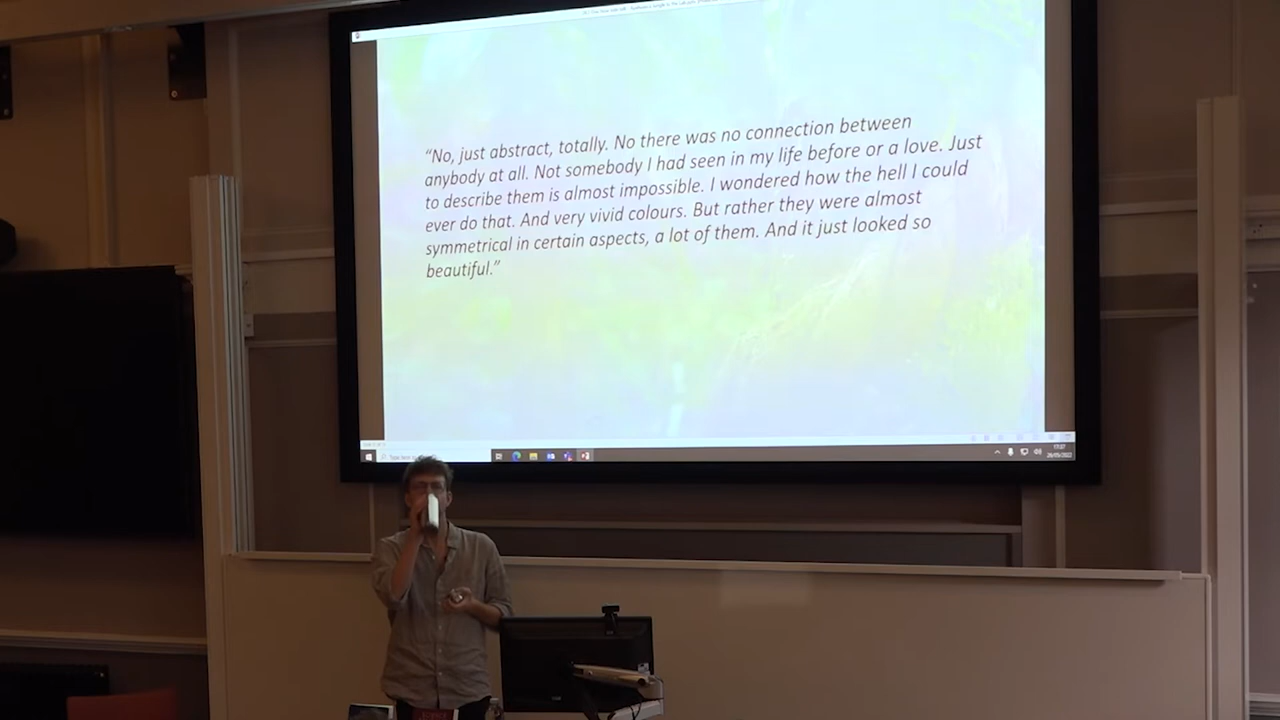 “No, just abstract, totally. No there was no connection between
anybody at all. Not somebody I had seen in my life before or a love. Just
to describe them is almost impossible. I wondered how the hell I could
ever do that. And very vivid colours. But rather they were almost
symmetrical in certain aspects, a lot of them. And it just looked so
beautiful.”